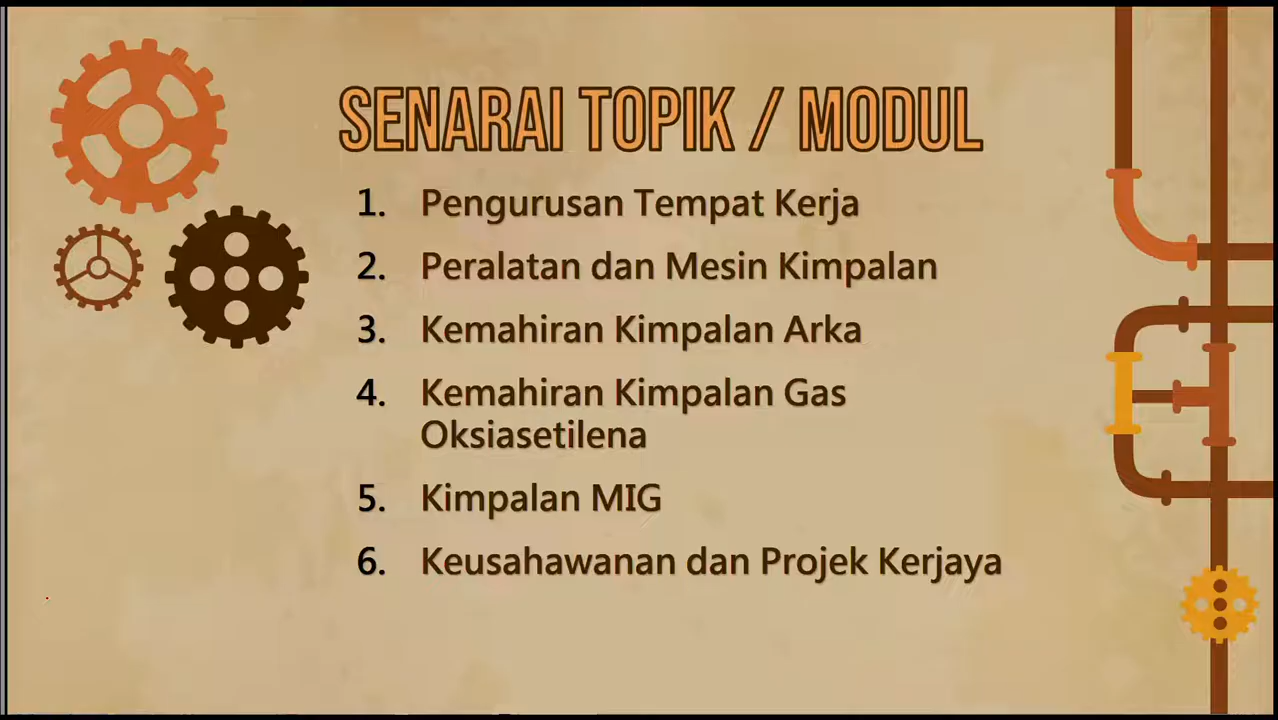 SENARAI TOPIK / MODUL
1. Pengurusan Tempat Kerja
2. Peralatan dan Mesin Kimpalan
3. Kemahiran Kimpalan Arka
4. Kemahiran Kimpalan Gas
Oksiasetilena
5. Kimpalan MIG
6. Keusahawanan dan Projek Kerjaya